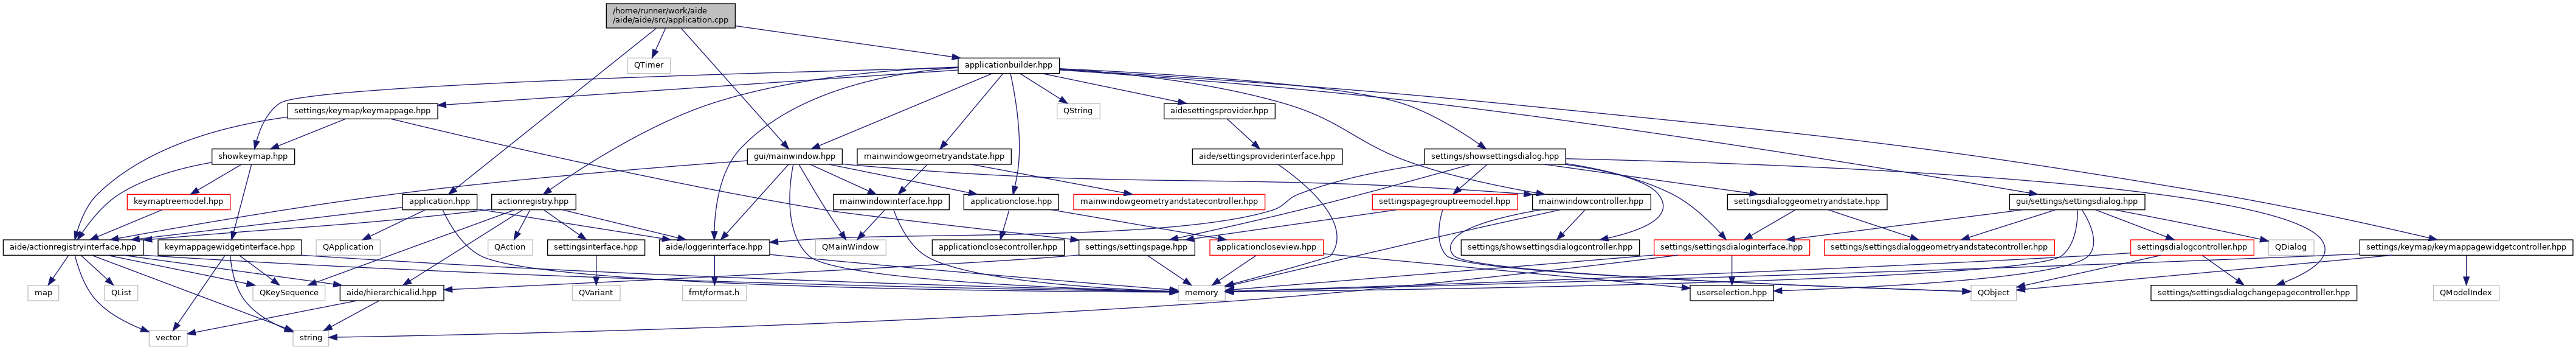 /home/runner/work/aide
/aide/aide/src/application.cpp
QTimer
applicationbuilder.hpp
settings/keymap/keymappage.hpp
QString
aidesettingsprovider.hpp
showkeymap.hpp
gui/mainwindow.hpp
mainwindowgeometryandstate.hpp
aide/settingsproviderinterface.hpp
settings/showsettingsdialog.hpp
keymaptreemodel.hpp
application.hpp
actionregistry.hpp
mainwindowinterface.hpp
applicationclose.hpp
mainwindowgeometryandstatecontroller.hpp
settingspagegrouptreemodel.hpp
mainwindowcontroller.hpp
settingsdialoggeometryandstate.hpp
gui/settings/settingsdialog.hpp
aide/actionregistryinterface.hpp
keymappagewidgetinterface.hpp
QApplication
QAction
settingsinterface.hpp
aide/loggerinterface.hpp
QMainWindow
applicationclosecontroller.hpp
settings/settingspage.hpp
applicationcloseview.hpp
settings/showsettingsdialogcontroller.hpp
settings/settingsdialoginterface.hpp
settings/settingsdialoggeometryandstatecontroller.hpp
settingsdialogcontroller.hpp
QDialog
settings/keymap/keymappagewidgetcontroller.hpp
map
QList
QKeySequence
aide/hierarchicalid.hpp
QVariant
fmt/format.h
memory
userselection.hpp
QObject
settings/settingsdialogchangepagecontroller.hpp
QModelIndex
vector
string